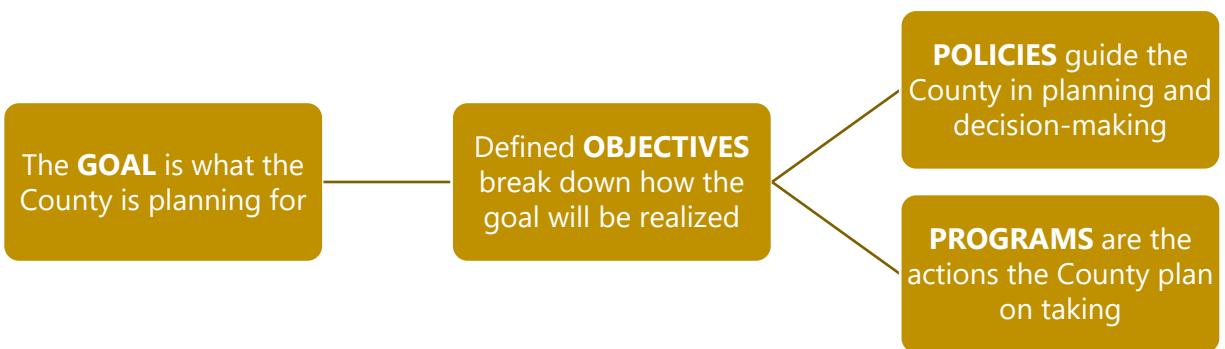 The GOAL is what the
County is planning for
Defined OBJECTIVES
break down how the
goal will be realized
POLICIES guide the
County in planning and
decision-making
PROGRAMS are the
actions the County plan
on taking